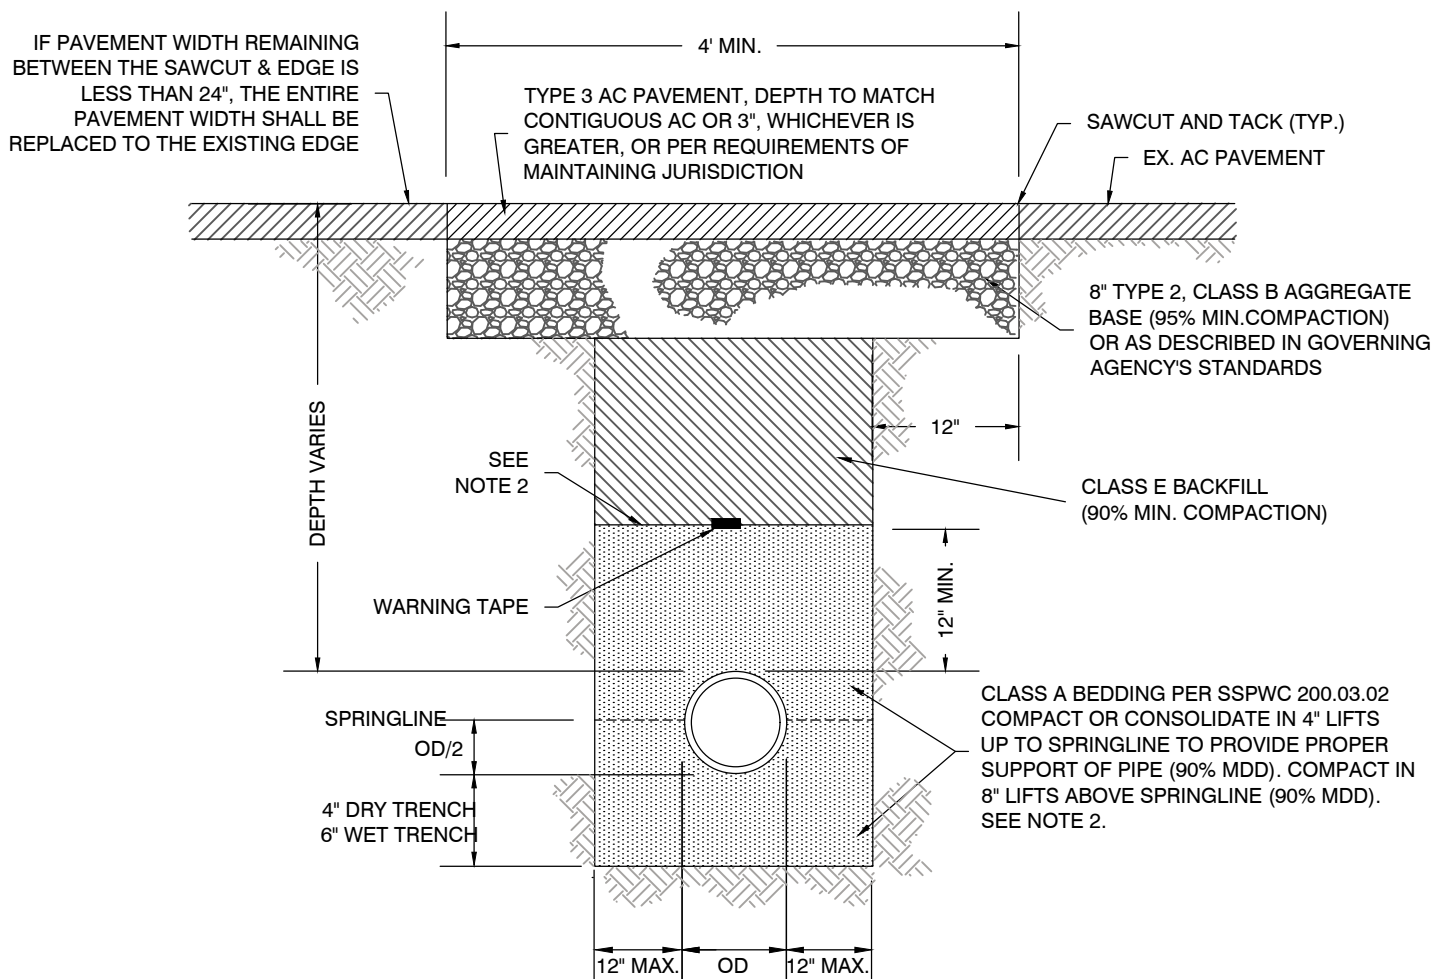 IF PAVEMENT WIDTH REMAINING
BETWEEN THE SAWCUT & EDGE IS
LESS THAN 24", THE ENTIRE
PAVEMENT WIDTH SHALL BE
REPLACED TO THE EXISTING EDGE
4' MIN.
TYPE 3 AC PAVEMENT, DEPTH TO MATCH
CONTIGUOUS AC OR 3", WHICHEVER IS
GREATER, OR PER REQUIREMENTS OF
MAINTAINING JURISDICTION
SAWCUT AND TACK (TYP.)
EX. AC PAVEMENT
8" TYPE 2, CLASS B AGGREGATE
BASE (95% MIN.COMPACTION)
OR AS DESCRIBED IN GOVERNING
AGENCY'S STANDARDS
DEPTH VARIES
12"
SEE
NOTE 2
CLASS E BACKFILL
(90% MIN. COMPACTION)
WARNING TAPE
12" MIN.
SPRINGLINE
OD/2
4" DRY TRENCH
6" WET TRENCH
CLASS A BEDDING PER SSPWC 200.03.02
COMPACT OR CONSOLIDATE IN 4" LIFTS
UP TO SPRINGLINE TO PROVIDE PROPER
SUPPORT OF PIPE (90% MDD). COMPACT IN
8" LIFTS ABOVE SPRINGLINE (90% MDD).
SEE NOTE 2.
12" MAX.
OD
12" MAX.